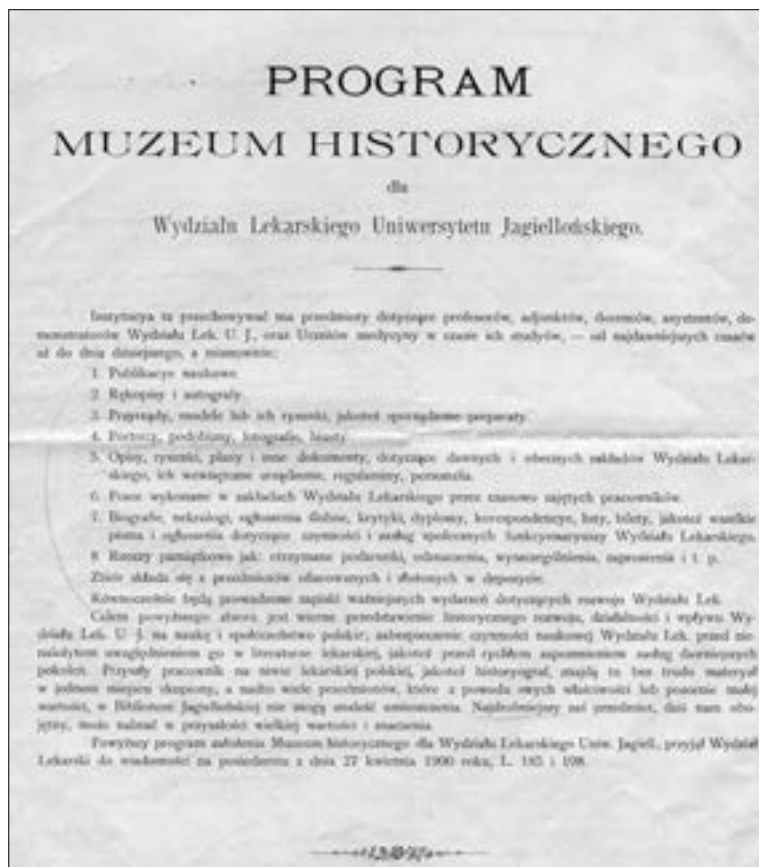 PROGRAM
MUZEUM HISTORYCZNEGO
dla
Wydziału Lekarskiego Uniwersytetu Jagiellońskiego.
Instytucya ta przechowywać ma przedmioty dotyczące profesorów, adjunktów, docentów, asystentów, de-
monstratorów Wydziału Lek. U. J., oraz Uczniów medycyny w czasie ich studyów, — od najdawniejszych czasów
aż do dnia dzisiejszego, a mianowicie:
1. Publikacye naukowe.
2. Rękopisy i autografy.
3. Przyrządy, modele lub ich rysunki, jakoteż sporządzone preparaty.
4. Portrety, podobizny, fotografie, biusty.
5. Opisy, rysunki, plany i inne dokumenty, dotyczące dawnych i obecnych zakładów Wydziału Lekar-
skiego, ich wewnętrzne urządzenie, regulaminy, personala.
6. Prace wykonane w zakładach Wydziału Lekarskiego przez czasowo zajętych pracowników.
7. Biografie, nekrologi, ogłoszenia ślubne, krytyki, dyplomy, korespondencye, listy, bilety, jakoteż wszelkie
pisma i ogłoszenia dotyczące czynności i zasług społecznych funkcyonaryuszy Wydziału Lekarskiego.
8. Rzeczy pamiątkowe jak: otrzymane podarunki, odznaczenia, wyszczególnienia, zaproszenia i t. p.
Zbiór składa się z przedmiotów ofiarowanych i złożonych w depozycie.
Równocześnie będą prowadzone zapiski ważniejszych wydarzeń dotyczących rozwoju Wydziału Lek.
Celem powyższego zbioru jest wierne przedstawienie historycznego rozwoju, działalności i wpływu Wy-
działu Lek. U. J. na naukę i społeczeństwo polskie, zabezpieczenie czynności naukowej Wydziału Lek. przed nie-
należytem uwzględnieniem go w literaturze lekarskiej, jakoteż przed rychłem zapomnieniem zasług dawniejszych
pokoleń. Przyszły pracownik na niwie lekarskiej polskiej, jakoteż historyograf, znajdą tu bez trudu materyał
w jednem miejscu skupiony, a nadto wiele przedmiotów, które z powodu swych właściwości lub pozornie małej
wartości, w Bibliotece Jagiellońskiej nie mogą znaleść umieszczenia. Najdrobniejszy zaś przedmiot, dziś nam obo-
jętny, może nabrać w przyszłości wielkiej wartości i znaczenia.
Powyższy program założenia Muzeum historycznego dla Wydziału Lekarskiego Uniw. Jagiell., przyjął Wydział
Lekarski do wiadomości na posiedzeniu z dnia 27 kwietnia 1900 roku, L. 185 i 198.